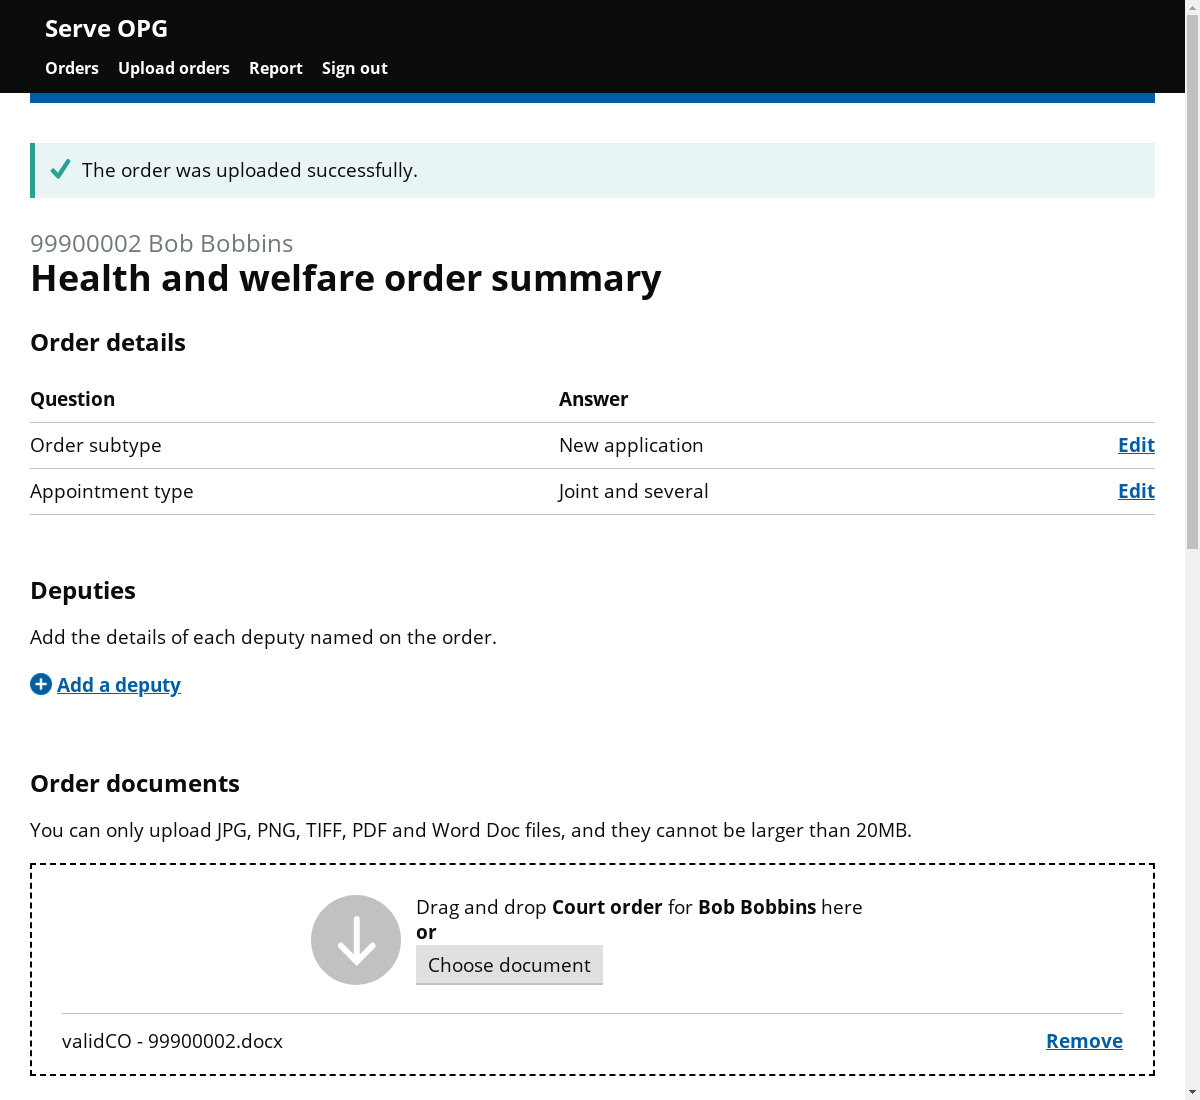 Serve OPG
Orders Upload orders Report Sign out
The order was uploaded successfully.
99900002 Bob Bobbins
Health and welfare order summary
Order details
Question Answer
Order subtype New application Edit
Appointment type Joint and several Edit
Deputies
Add the details of each deputy named on the order.
Add a deputy
Order documents
You can only upload JPG, PNG, TIFF, PDF and Word Doc files, and they cannot be larger than 20MB.
Drag and drop Court order for Bob Bobbins here
or
Choose document
validCO - 99900002.docx Remove